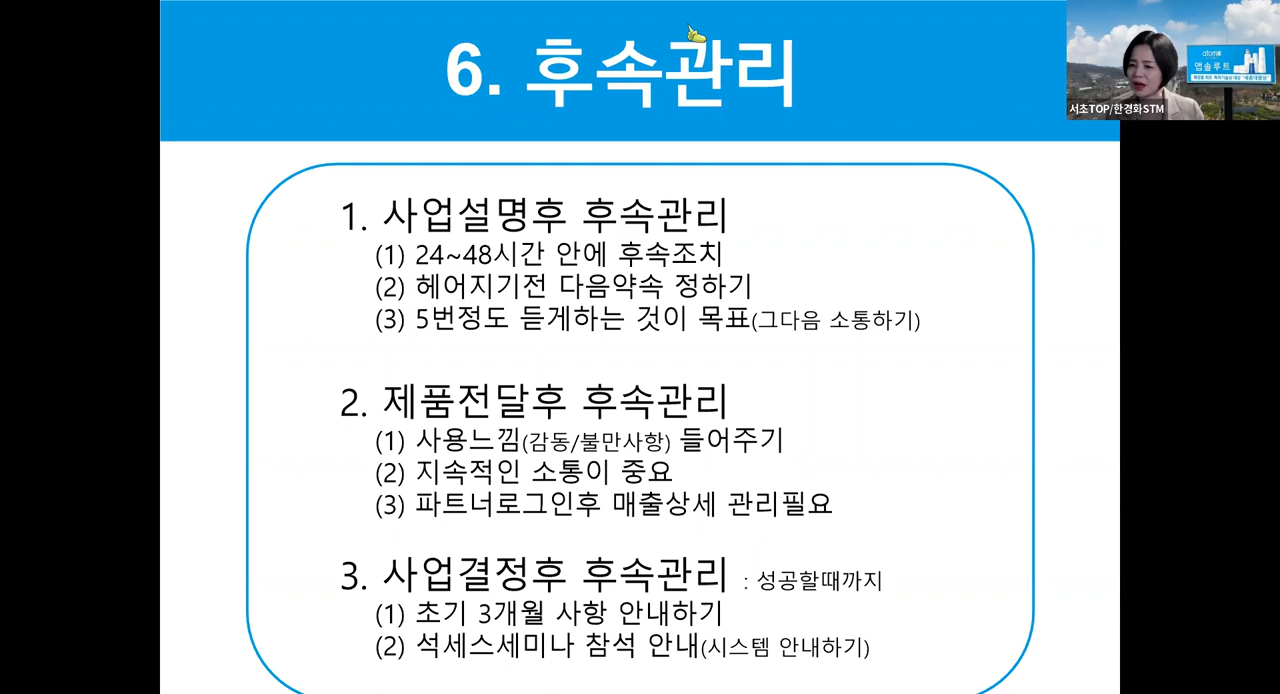 6. 후속관리
atom美
앱솔루트
서초TOP/한경화STM
1. 사업설명후 후속관리
(1) 24~48시간 안에 후속조치
(2) 헤어지기전 다음약속 정하기
(3) 5번정도 듣게하는 것이 목표(그다음 소통하기)
2. 제품전달후 후속관리
(1) 사용느낌(감동/불만사항) 들어주기
(2) 지속적인 소통이 중요
(3) 파트너로그인후 매출상세 관리필요
3. 사업결정후 후속관리 : 성공할때까지
(1) 초기 3개월 사항 안내하기
(2) 석세스세미나 참석 안내(시스템 안내하기)